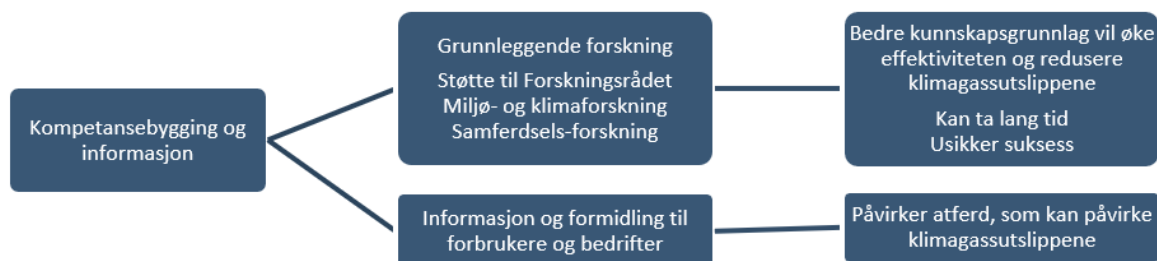 Kompetansebygging og
informasjon
Grunnleggende forskning
Støtte til Forskningsrådet
Miljø- og klimaforskning
Samferdsels-forskning
Bedre kunnskapsgrunnlag vil øke
effektiviteten og redusere
klimagassutslippene
Kan ta lang tid
Usikker suksess
Informasjon og formidling til
forbrukere og bedrifter
Påvirker atferd, som kan påvirke
klimagassutslippene